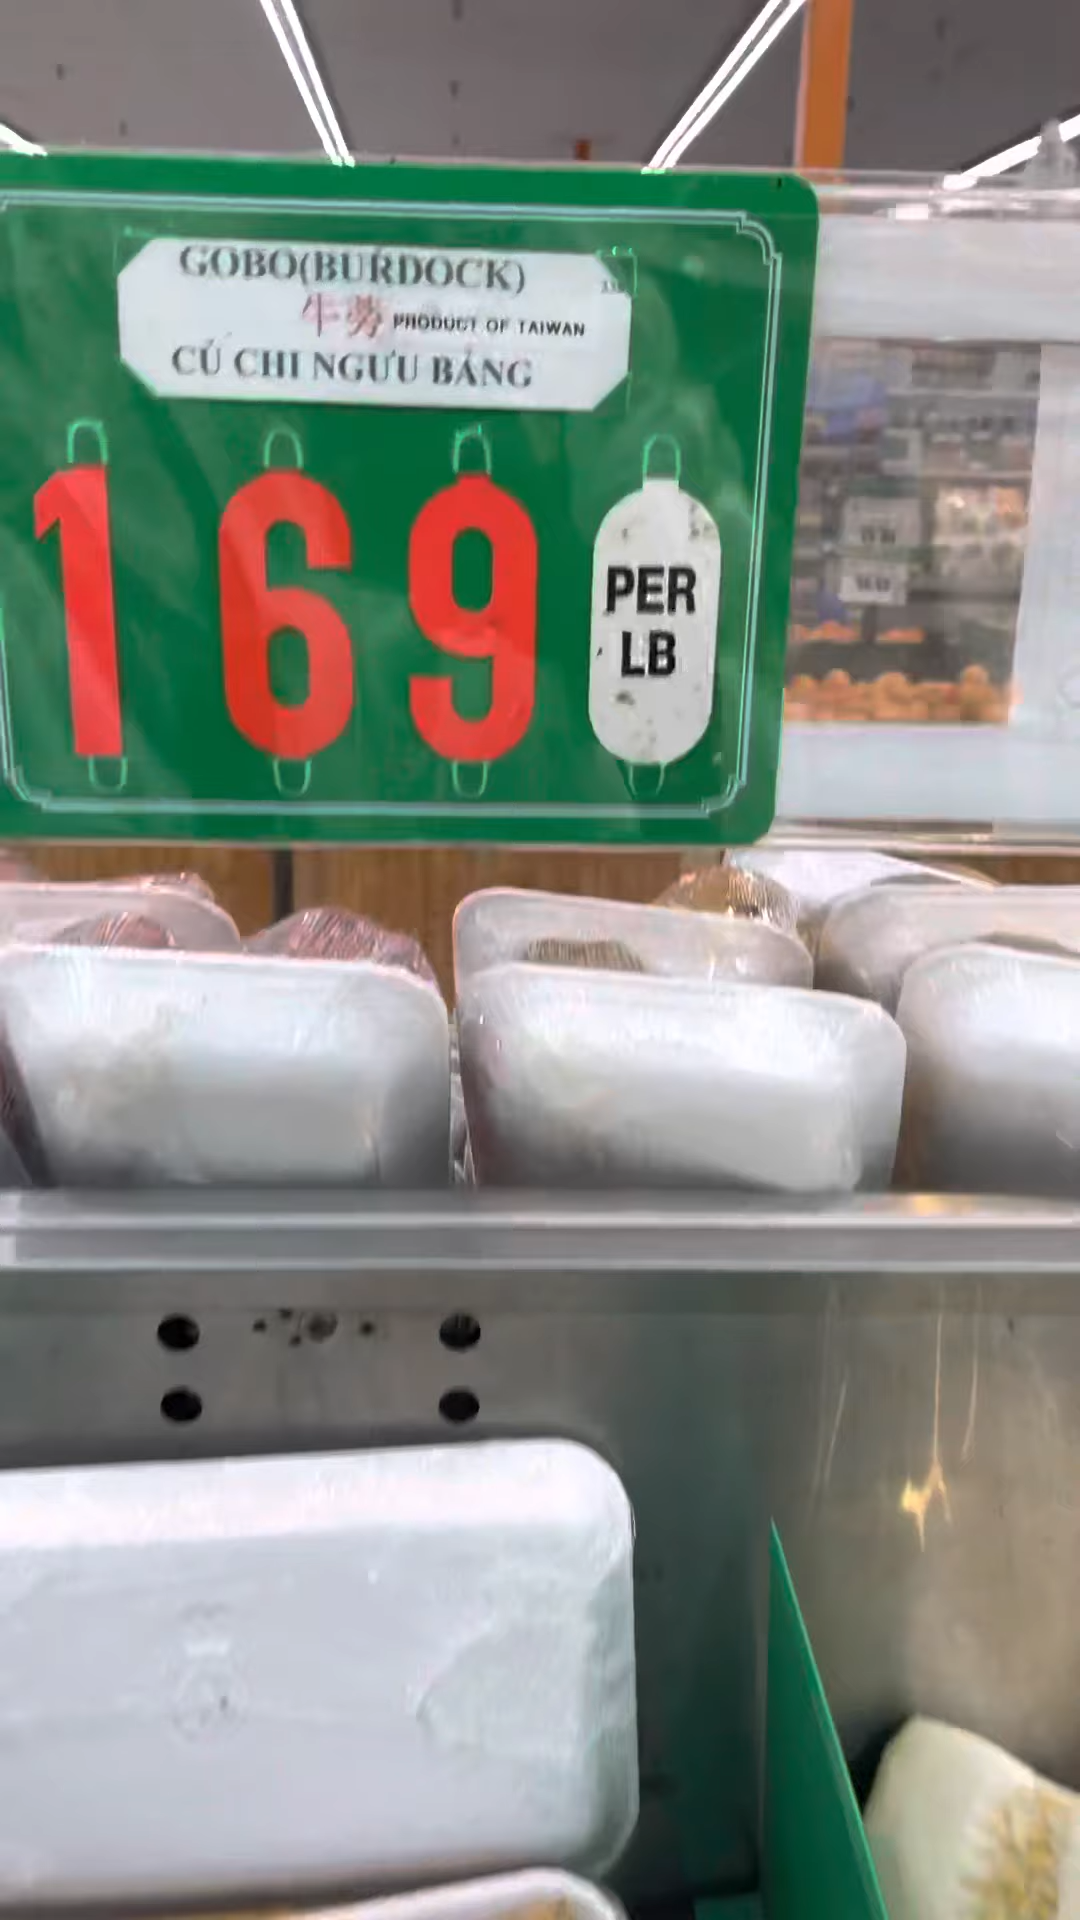 GOBO(BURDOCK)
牛蒡 PRODUCT OF TAIWAN
CỦ CHI NGƯU BÁNG
169
PER
LB